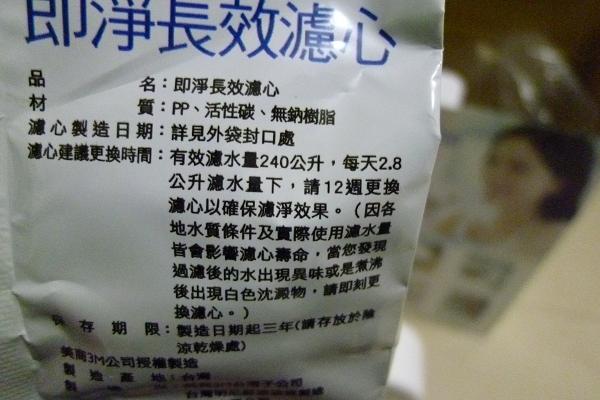 即淨長效濾心
品 名：即淨長效濾心
材 質：PP、活性碳、無鈉樹脂
濾心製造日期：詳見外袋封口處
濾心建議更換時間：有效濾水量240公升，每天2.8
公升濾水量下，請12週更換
濾心以確保濾淨效果。（因各
地水質條件及實際使用濾水量
皆會影響濾心壽命，當您發現
過濾後的水出現異味或是煮沸
後出現白色沈澱物，請即刻更
換濾心。）
保 存 期 限：製造日期起三年(請存放於陰
涼乾燥處)
美商3M公司授權製造
製 造 產 地：台灣